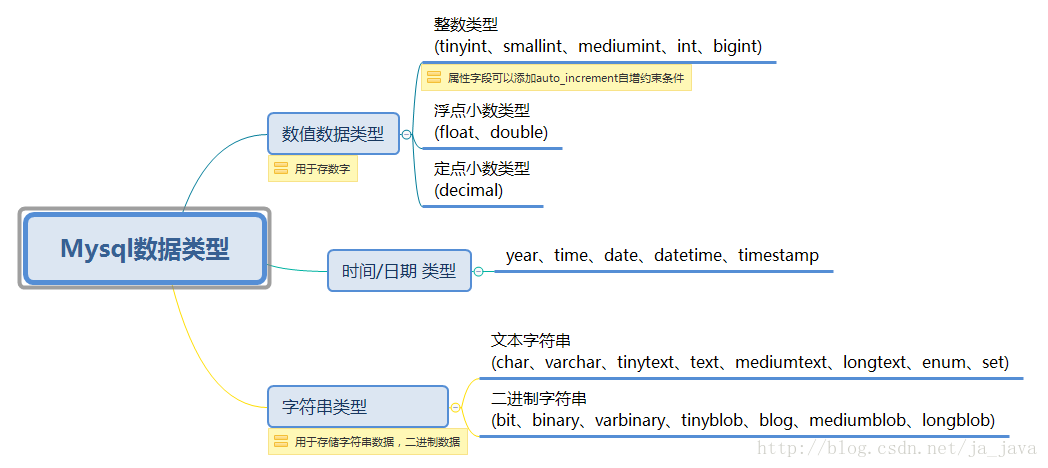 整数类型
(tinyint、smallint、mediumint、int、bigint)
属性字段可以添加auto_increment自增约束条件
浮点小数类型
(float、double)
数值数据类型
用于存数字
定点小数类型
(decimal)
Mysql数据类型
时间/日期 类型
year、time、date、datetime、timestamp
文本字符串
(char、varchar、tinytext、text、mediumtext、longtext、enum、set)
字符串类型
用于存储字符串数据，二进制数据
二进制字符串
(bit、binary、varbinary、tinyblob、blog、mediumblob、longblob)
http://blog.csdn.net/ja_java